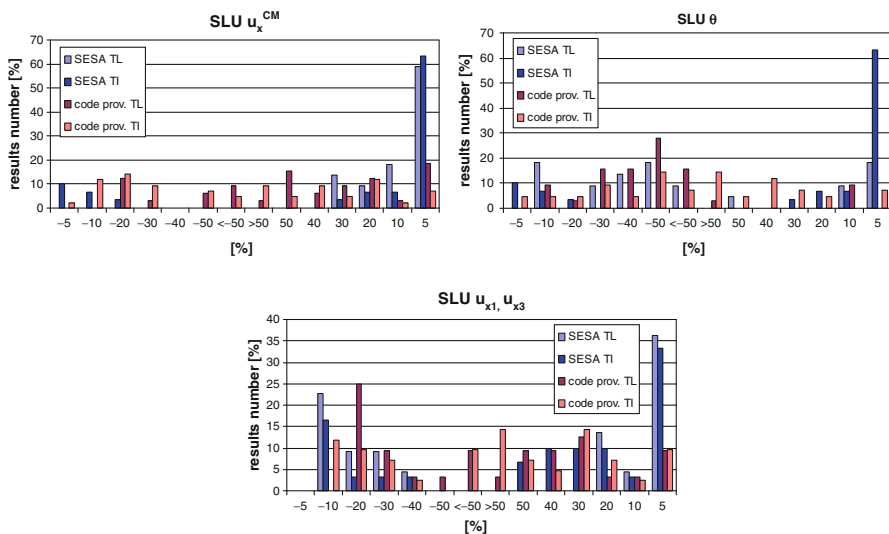 SLU uxCM
results number [%]
70
60
50
40
30
20
10
0
SESA TL
SESA TI
code prov. TL
code prov. TI
−5 −10 −20 −30 −40 −50 <−50 >50 50 40 30 20 10 5
[%]
SLU θ
results number [%]
70
60
50
40
30
20
10
0
SESA TL
SESA TI
code prov. TL
code prov. TI
−5 −10 −20 −30 −40 −50 <−50 >50 50 40 30 20 10 5
[%]
SLU ux1, ux3
results number [%]
40
35
30
25
20
15
10
5
0
SESA TL
SESA TI
code prov. TL
code prov. TI
−5 −10 −20 −30 −40 −50 <−50 >50 50 40 30 20 10 5
[%]